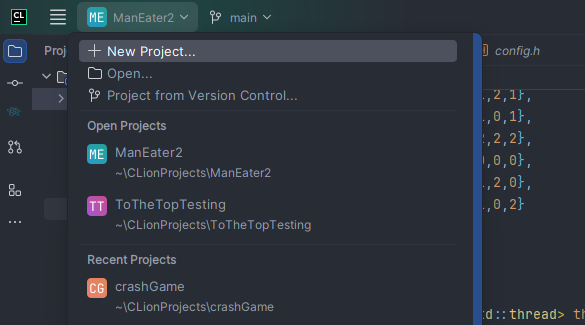 CL ME ManEater2 main
Proj
New Project...
config.h
Open...
Project from Version Control...
Open Projects
ME ManEater2
~\CLionProjects\ManEater2
TT ToTheTopTesting
~\CLionProjects\ToTheTopTesting
Recent Projects
CG crashGame
~\CLionProjects\crashGame
,2,1},
,0,1},
,2,2},
,0,0},
,2,0},
,0,2}
d::thread> th